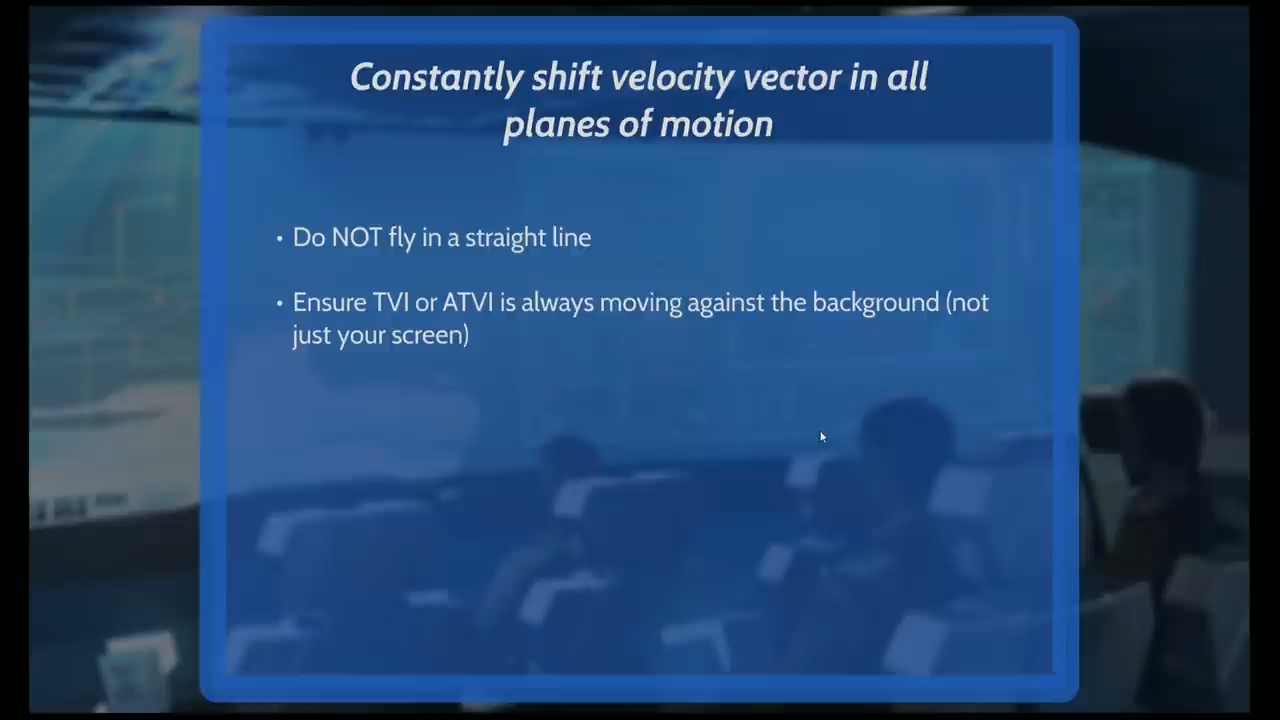 Constantly shift velocity vector in all
planes of motion
• Do NOT fly in a straight line
• Ensure TVI or ATVI is always moving against the background (not
just your screen)